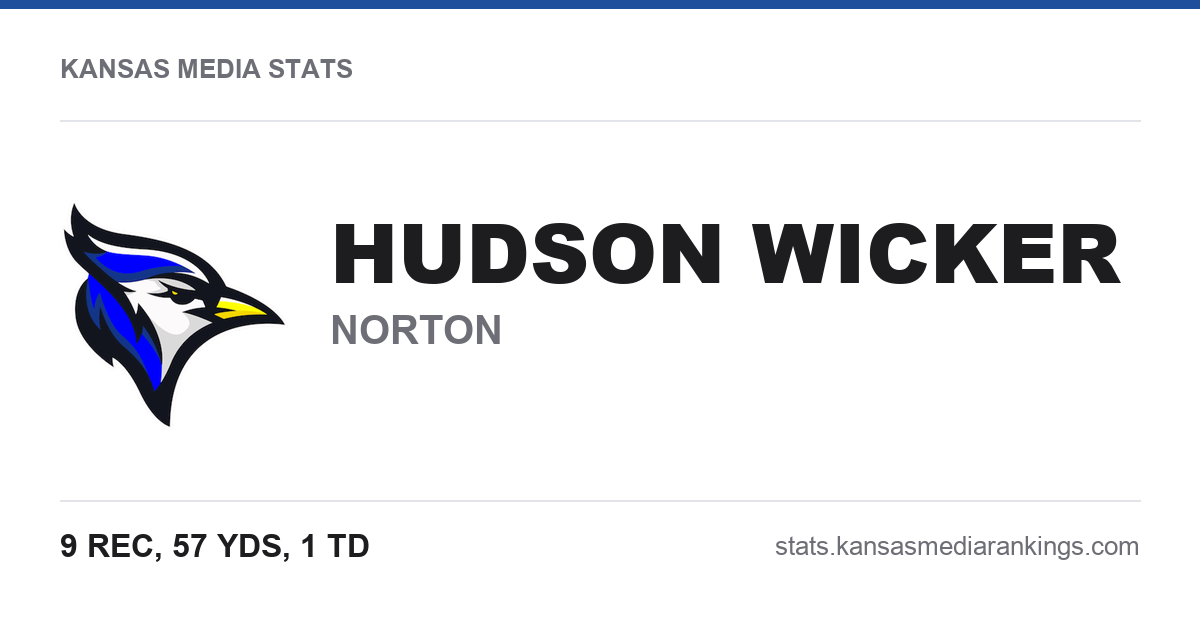 KANSAS MEDIA STATS
HUDSON WICKER
NORTON
9 REC, 57 YDS, 1 TD
stats.kansasmediarankings.com